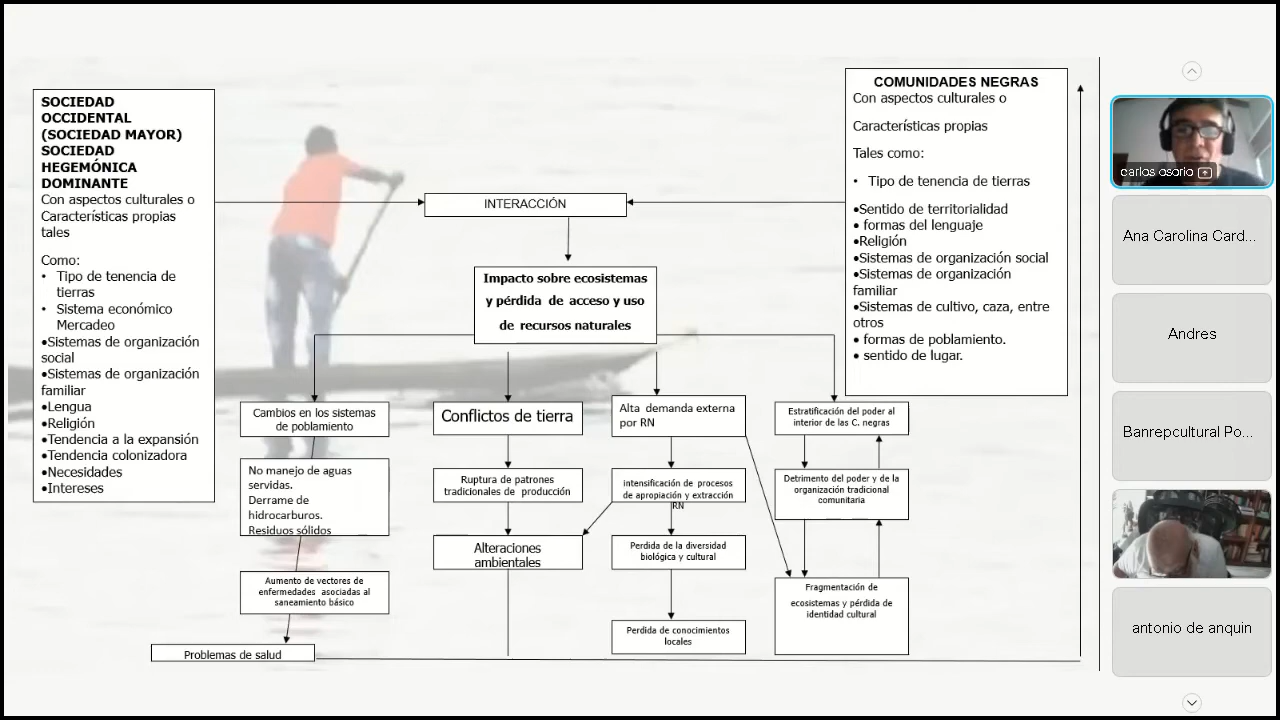 SOCIEDAD
OCCIDENTAL
(SOCIEDAD MAYOR)
SOCIEDAD
HEGEMÓNICA
DOMINANTE
Con aspectos culturales o
Características propias
tales
Como:
• Tipo de tenencia de
tierras
• Sistema económico
Mercadeo
•Sistemas de organización
social
•Sistemas de organización
familiar
•Lengua
•Religión
•Tendencia a la expansión
•Tendencia colonizadora
•Necesidades
•Intereses
INTERACCIÓN
Impacto sobre ecosistemas
y pérdida de acceso y uso
de recursos naturales
COMUNIDADES NEGRAS
Con aspectos culturales o
Características propias
Tales como:
• Tipo de tenencia de tierras
•Sentido de territorialidad
• formas del lenguaje
•Religión
•Sistemas de organización social
•Sistemas de organización
familiar
•Sistemas de cultivo, caza, entre
otros
• formas de poblamiento.
• sentido de lugar.
Cambios en los sistemas
de poblamiento
No manejo de aguas
servidas.
Derrame de
hidrocarburos.
Residuos sólidos
Aumento de vectores de
enfermedades asociadas al
saneamiento básico
Problemas de salud
Conflictos de tierra
Ruptura de patrones
tradicionales de producción
Alteraciones
ambientales
Alta demanda externa
por RN
intensificación de procesos
de apropiación y extracción
RN
Perdida de la diversidad
biológica y cultural
Perdida de conocimientos
locales
Estratificación del poder al
interior de las C. negras
Detrimento del poder y de la
organización tradicional
comunitaria
Fragmentación de
ecosistemas y pérdida de
identidad cultural
carlos osorio
Ana Carolina Card...
Andres
Banrepcultural Po...
antonio de anquin